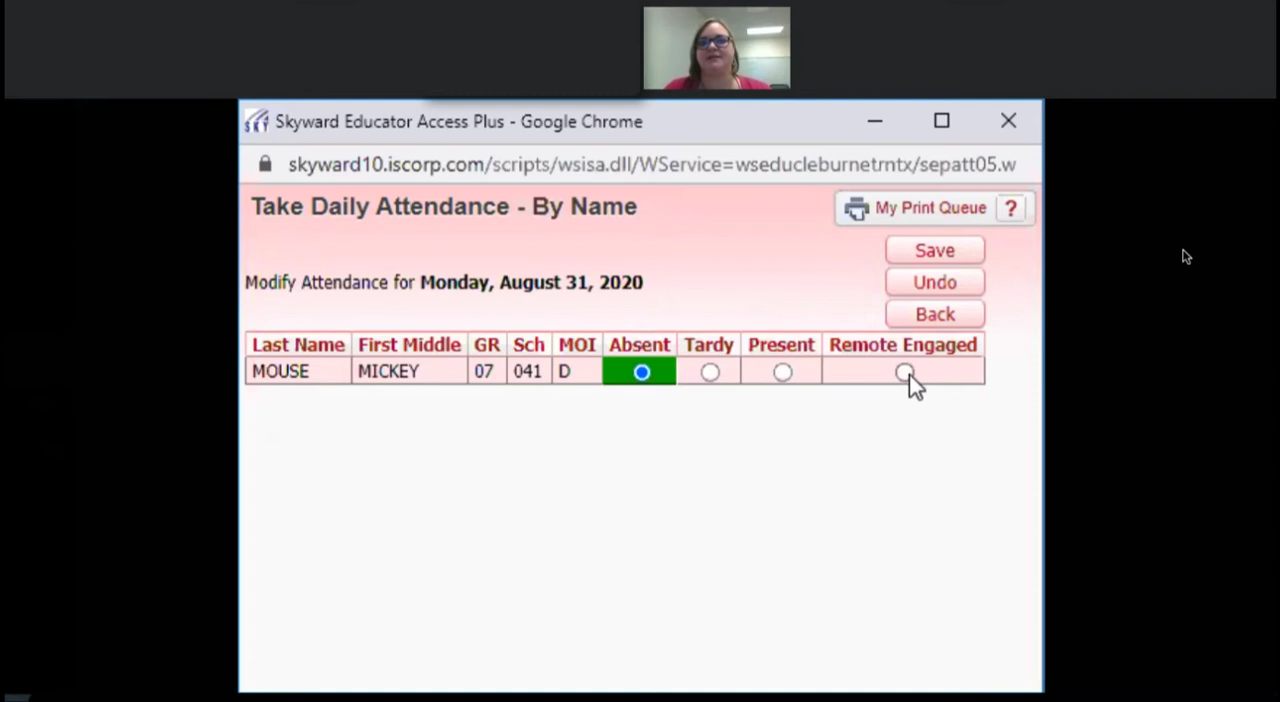 SKY Skyward Educator Access Plus - Google Chrome
skyward10.iscorp.com/scripts/wsisa.dll/WService=wseducleburnetrntx/sepatt05.w
Take Daily Attendance - By Name
My Print Queue ?
Save
Modify Attendance for Monday, August 31, 2020
Undo
Back
Last Name First Middle GR Sch MOI Absent Tardy Present Remote Engaged
MOUSE MICKEY 07 041 D